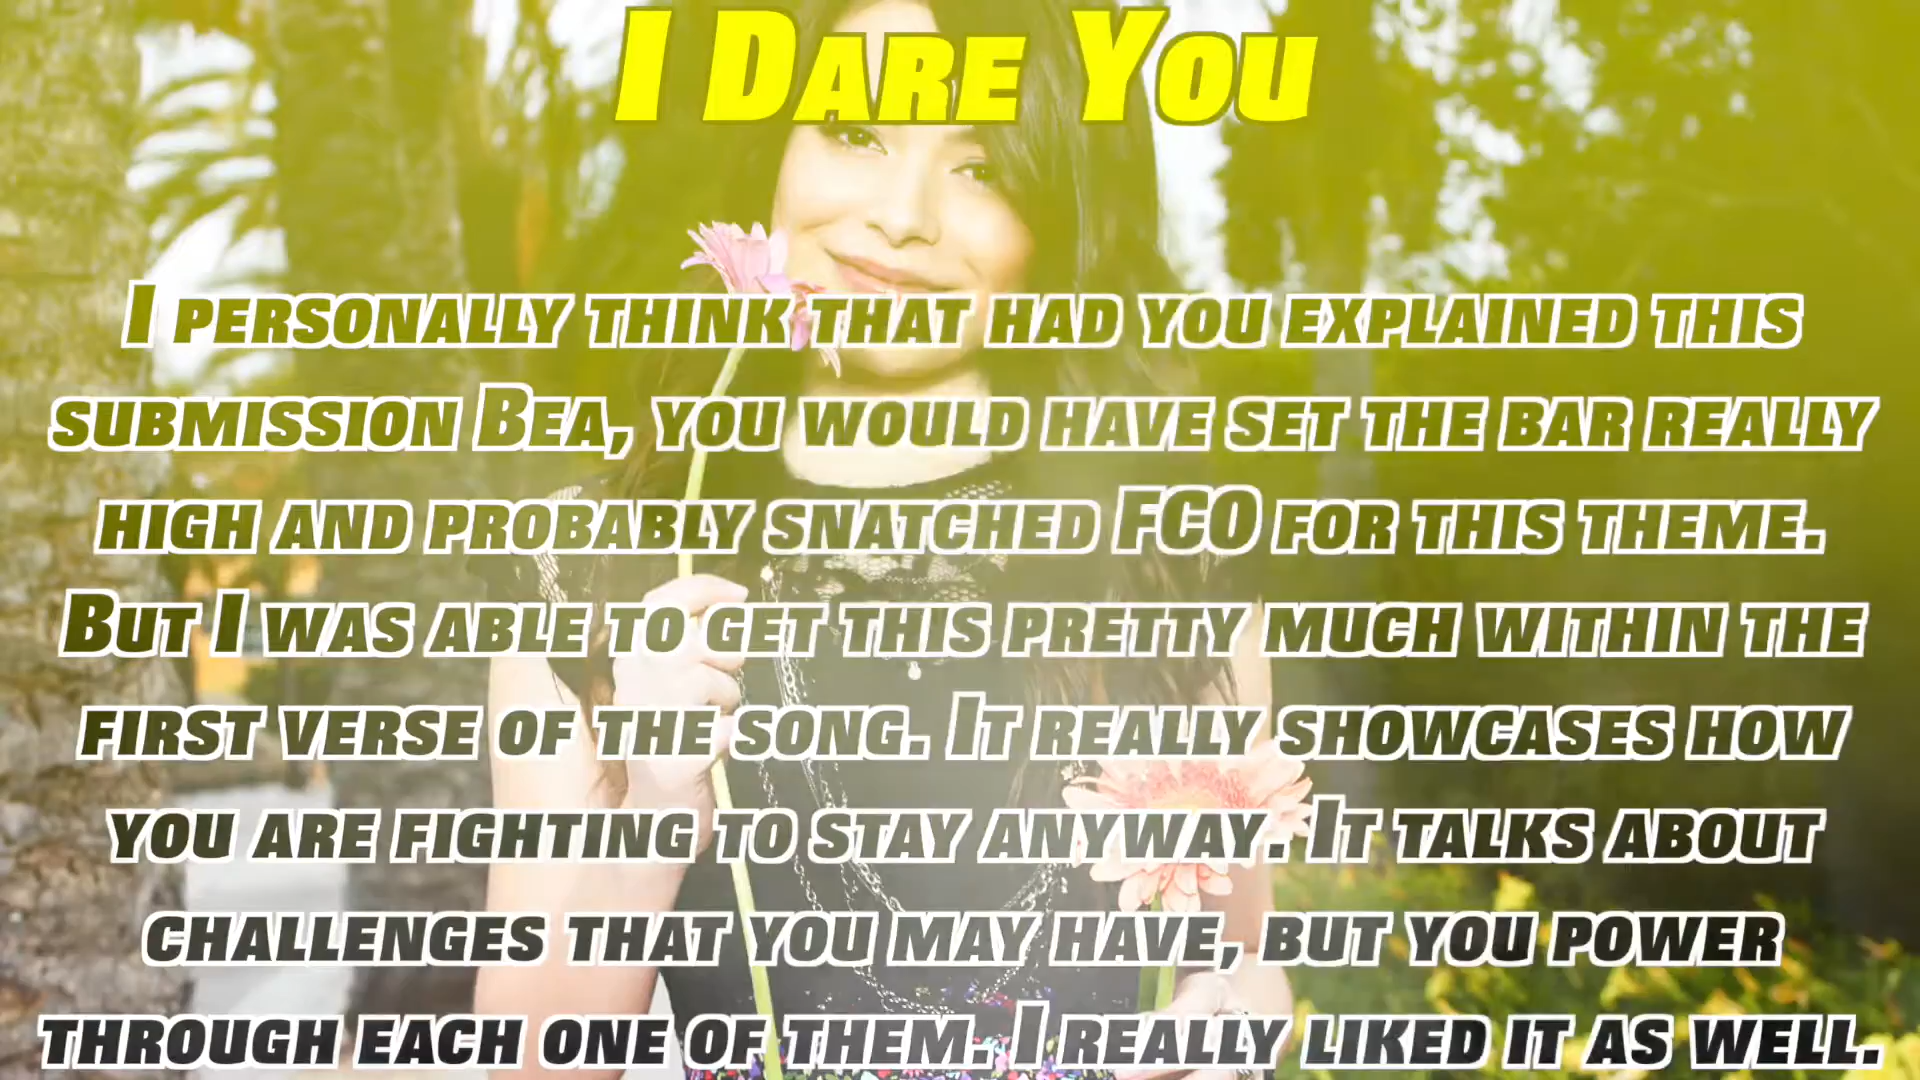 I Dare You
I personally think that had you explained this
submission Bea, you would have set the bar really
high and probably snatched FCO for this theme.
But I was able to get this pretty much within the
first verse of the song. It really showcases how
you are fighting to stay anyway. It talks about
challenges that you may have, but you power
through each one of them. I really liked it as well.